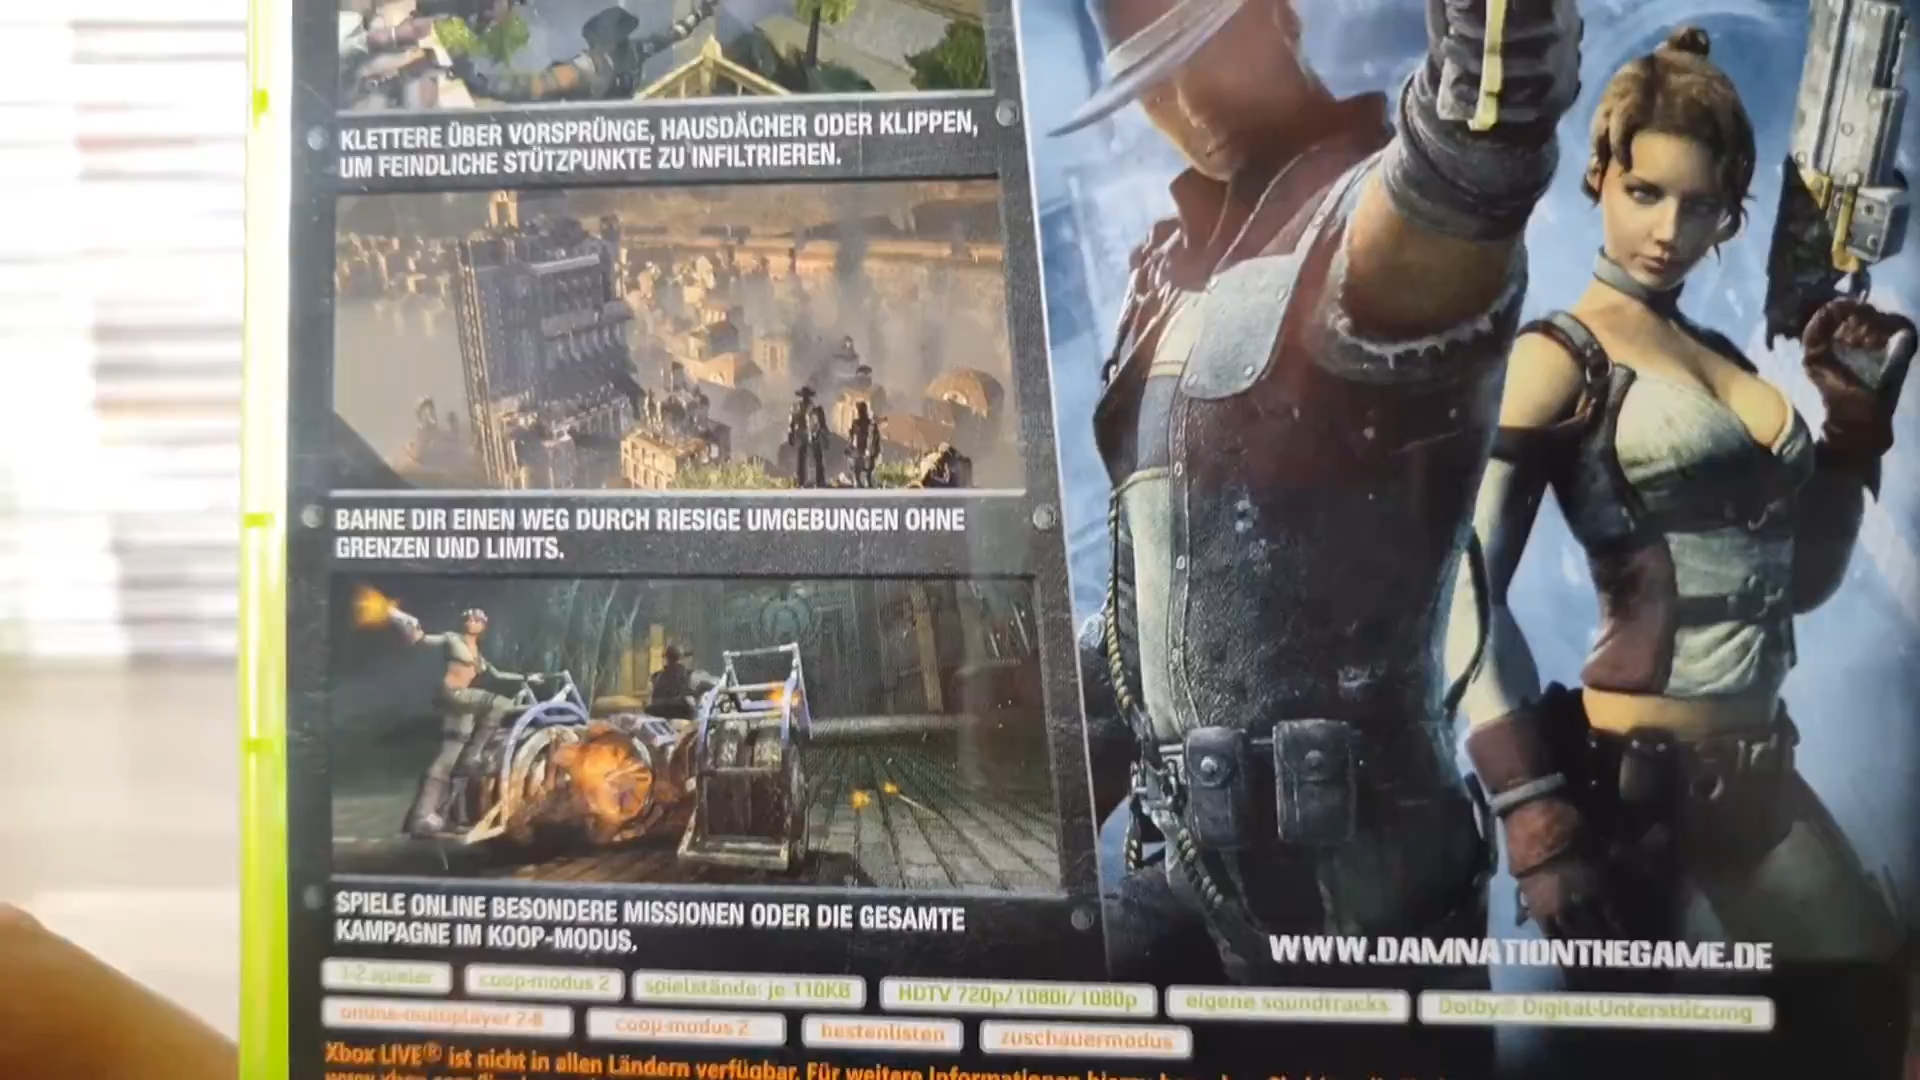 KLETTERE ÜBER VORSPRÜNGE, HAUSDÄCHER ODER KLIPPEN,
UM FEINDLICHE STÜTZPUNKTE ZU INFILTRIEREN.
BAHNE DIR EINEN WEG DURCH RIESIGE UMGEBUNGEN OHNE
GRENZEN UND LIMITS.
SPIELE ONLINE BESONDERE MISSIONEN ODER DIE GESAMTE
KAMPAGNE IM KOOP-MODUS.
WWW.DAMNATIONTHEGAME.DE
1-2 spieler
coop-modus 2
spielstände: je 110KB
HDTV 720p/1080i/1080p
eigene soundtracks
Dolby® Digital-Unterstützung
online-multiplayer 2-8
coop-modus 2
bestenlisten
zuschauermodus
Xbox LIVE® ist nicht in allen Ländern verfügbar. Für weitere Informationen